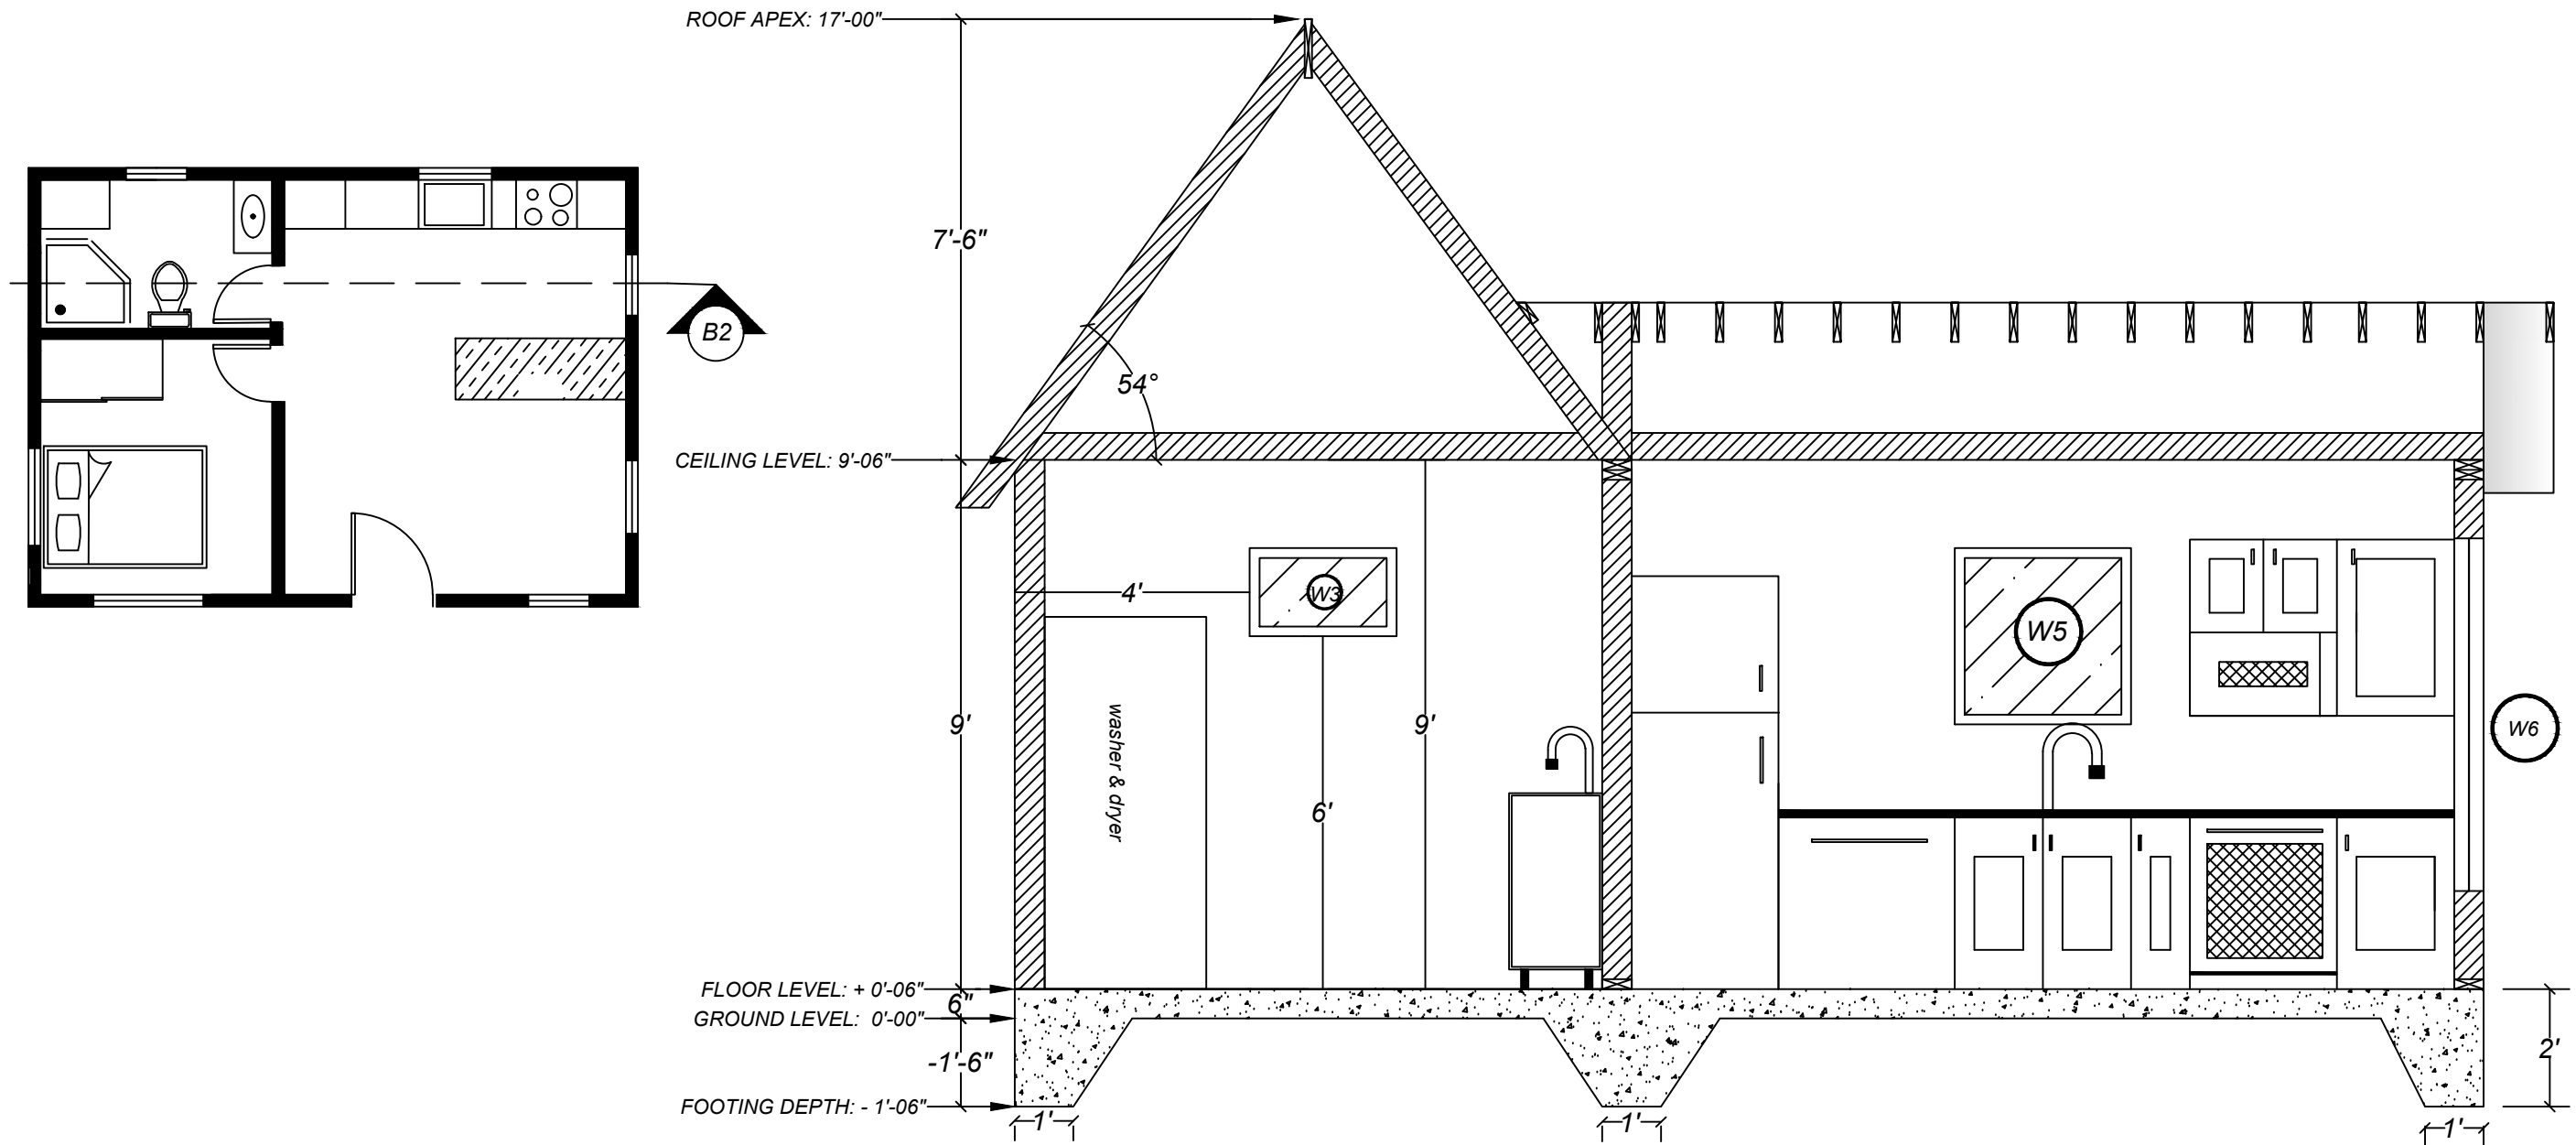 ROOF APEX: 17'-00"
7'-6"
B2
54°
CEILING LEVEL: 9'-06"
4'
W3
W5
washer & dryer
9'
9'
W6
6'
FLOOR LEVEL: + 0'-06"
6"
GROUND LEVEL: 0'-00"
-1'-6"
2'
FOOTING DEPTH: - 1'-06"
1'
1'
1'